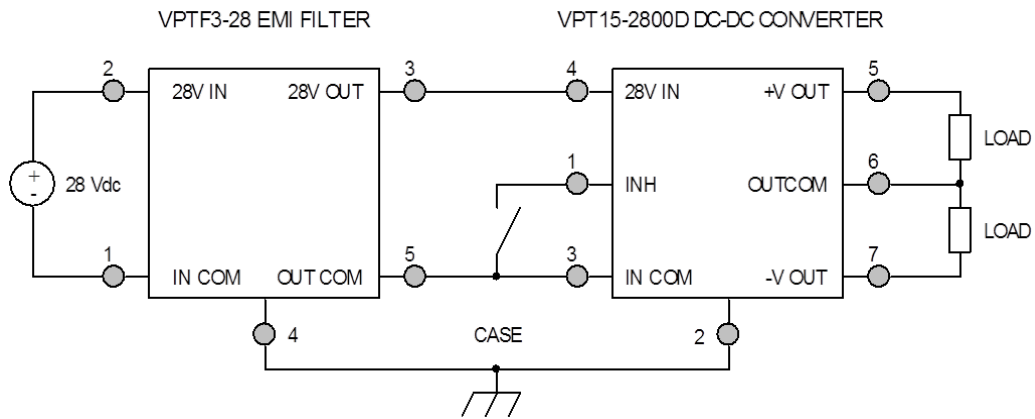 VPTF3-28 EMI FILTER
VPT15-2800D DC-DC CONVERTER
2
3
4
5
28V IN
28V OUT
28V IN
+V OUT
LOAD
+
-
28 Vdc
1
INH
OUTCOM
6
LOAD
1
5
3
7
IN COM
OUT COM
IN COM
-V OUT
4
CASE
2